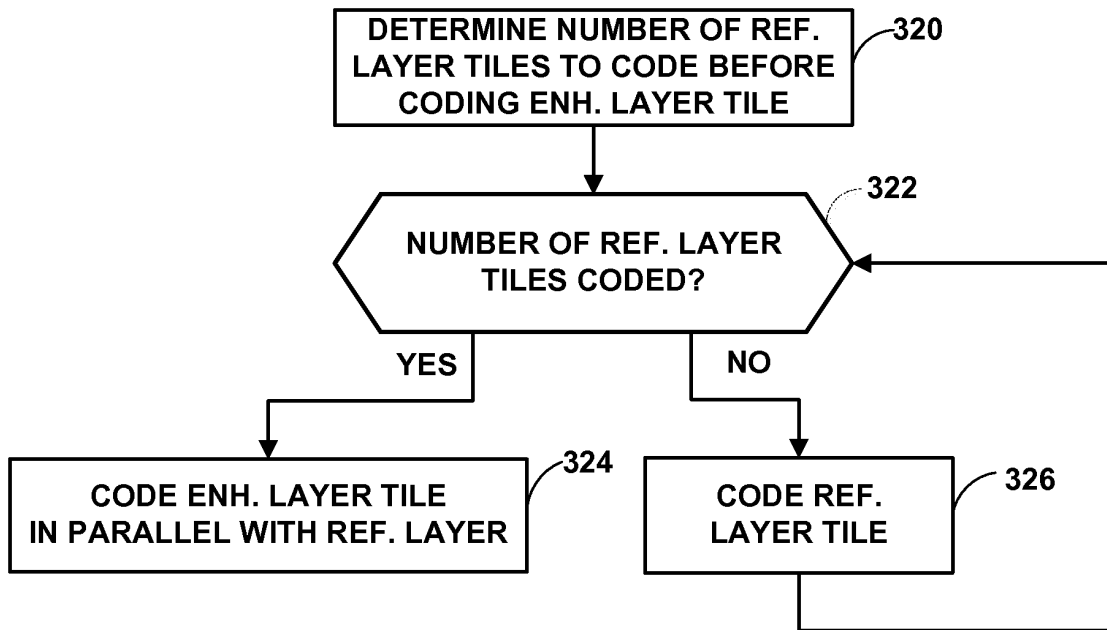 DETERMINE NUMBER OF REF.
LAYER TILES TO CODE BEFORE
CODING ENH. LAYER TILE
320
322
NUMBER OF REF. LAYER
TILES CODED?
YES
NO
324
CODE ENH. LAYER TILE
IN PARALLEL WITH REF. LAYER
326
CODE REF.
LAYER TILE